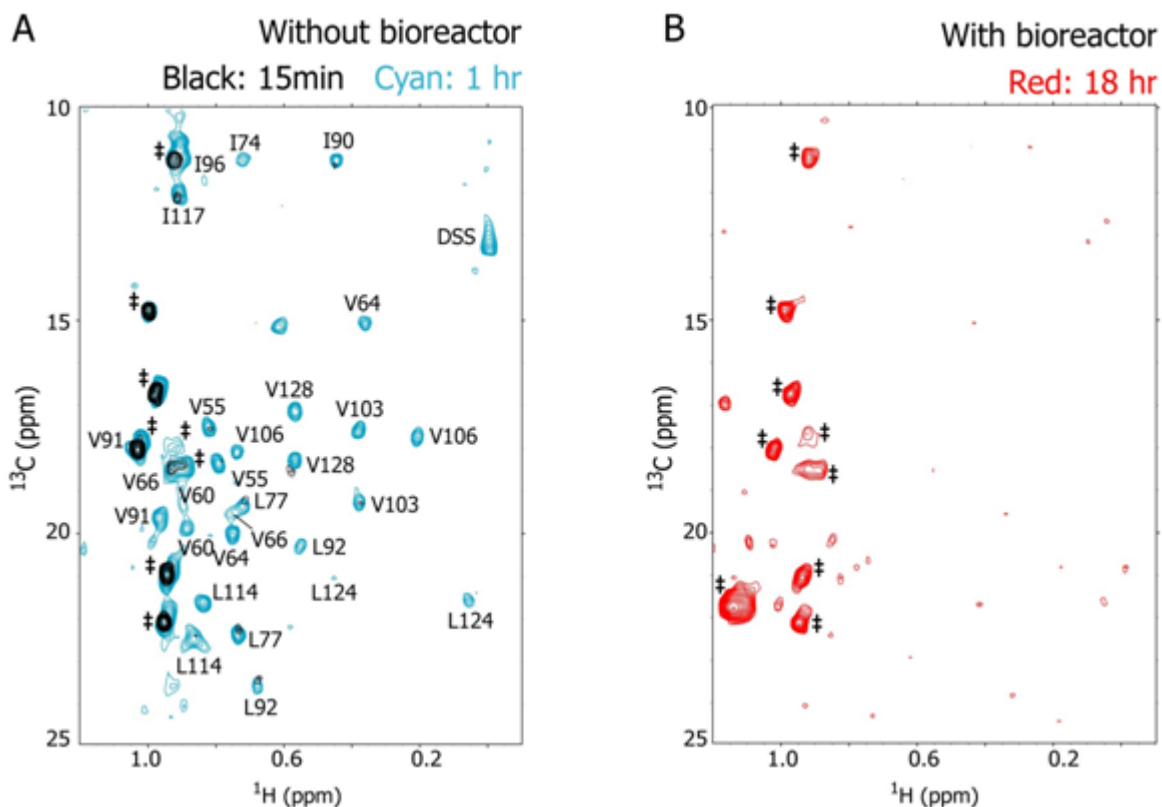 A
Without bioreactor
Black: 15min Cyan: 1 hr
10
15
20
25
13C (ppm)
1.0 0.6 0.2
1H (ppm)
‡ I96 I74 I90
I117
DSS
‡
V64
‡
V55 V128 V103
V91 ‡ ‡ V106 V106
‡
V66 V60 V55 V128
L77 V103
V91
V60 V64 V66 L92
‡
L114 L124 L124
‡
L77
L114
L92
B
With bioreactor
Red: 18 hr
10
15
20
25
13C (ppm)
1.0 0.6 0.2
1H (ppm)
‡
‡
‡
‡ ‡
‡
‡
‡
‡